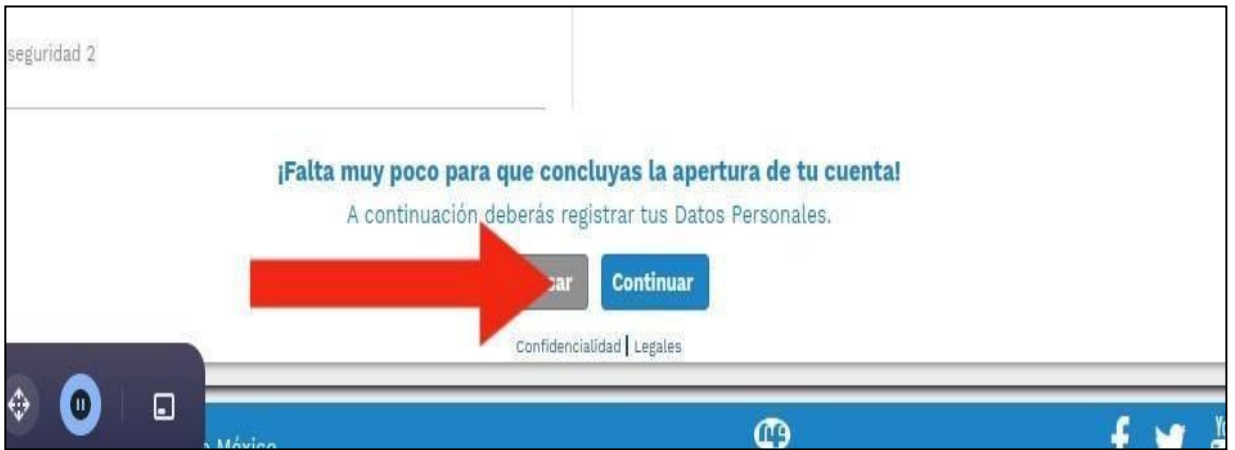 seguridad 2
¡Falta muy poco para que concluyas la apertura de tu cuenta!
A continuación deberás registrar tus Datos Personales.
Continuar
Confidencialidad | Legales
México